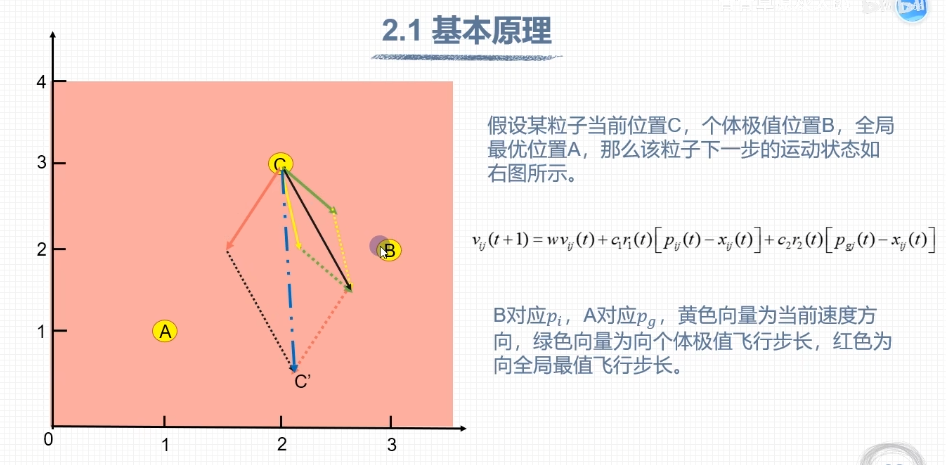 2.1 基本原理
4
3
2
1
0
1
2
3
C
B
A
C'
假设某粒子当前位置C，个体极值位置B，全局
最优位置A，那么该粒子下一步的运动状态如
右图所示。
v_{ij}(t+1) = wv_{ij}(t) + c_1r_1(t)[p_{ij}(t) − x_{ij}(t)] + c_2r_2(t)[p_{gj}(t) − x_{ij}(t)]
B对应p_i，A对应p_g，黄色向量为当前速度方
向，绿色向量为向个体极值飞行步长，红色为
向全局最值飞行步长。